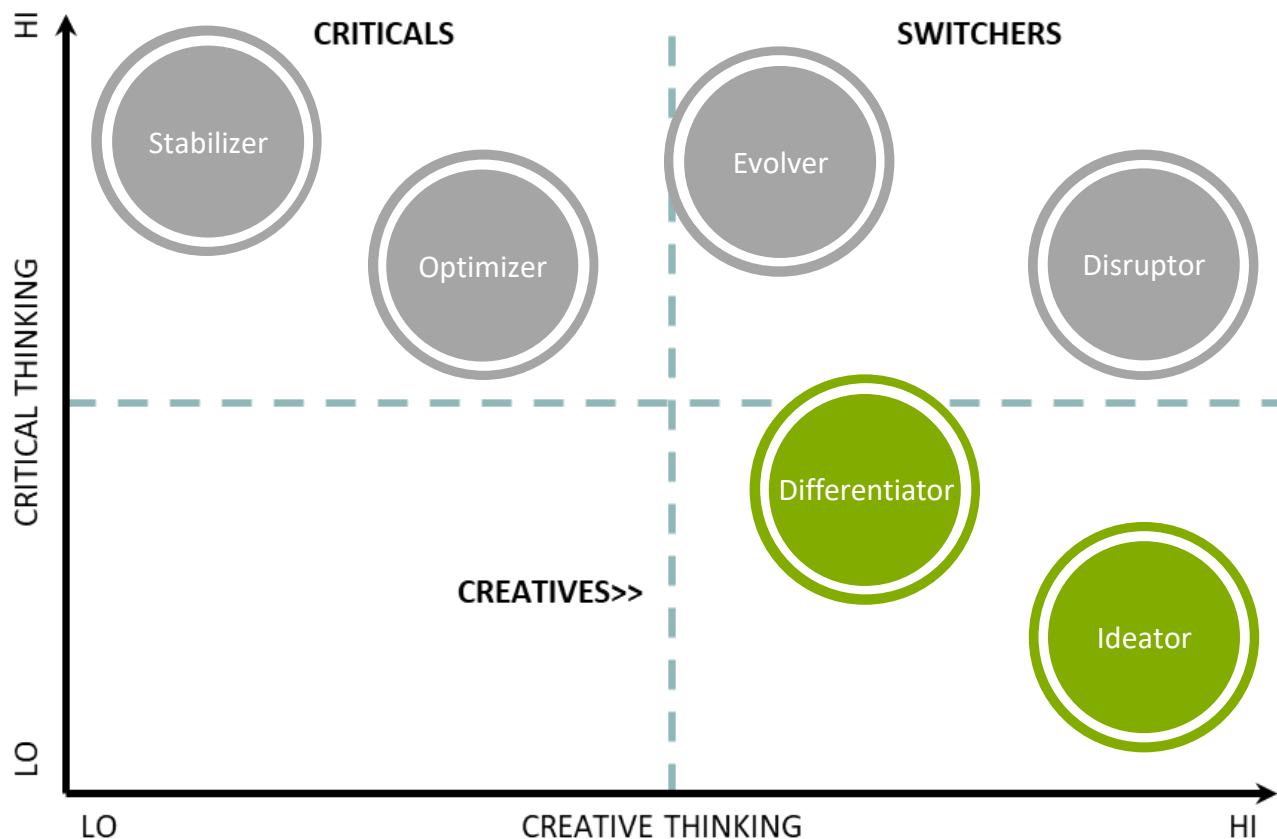 HI
CRITICALS
SWITCHERS
Stabilizer
Evolver
Optimizer
Disruptor
CRITICAL THINKING
Differentiator
CREATIVES>>
Ideator
LO
LO
CREATIVE THINKING
HI